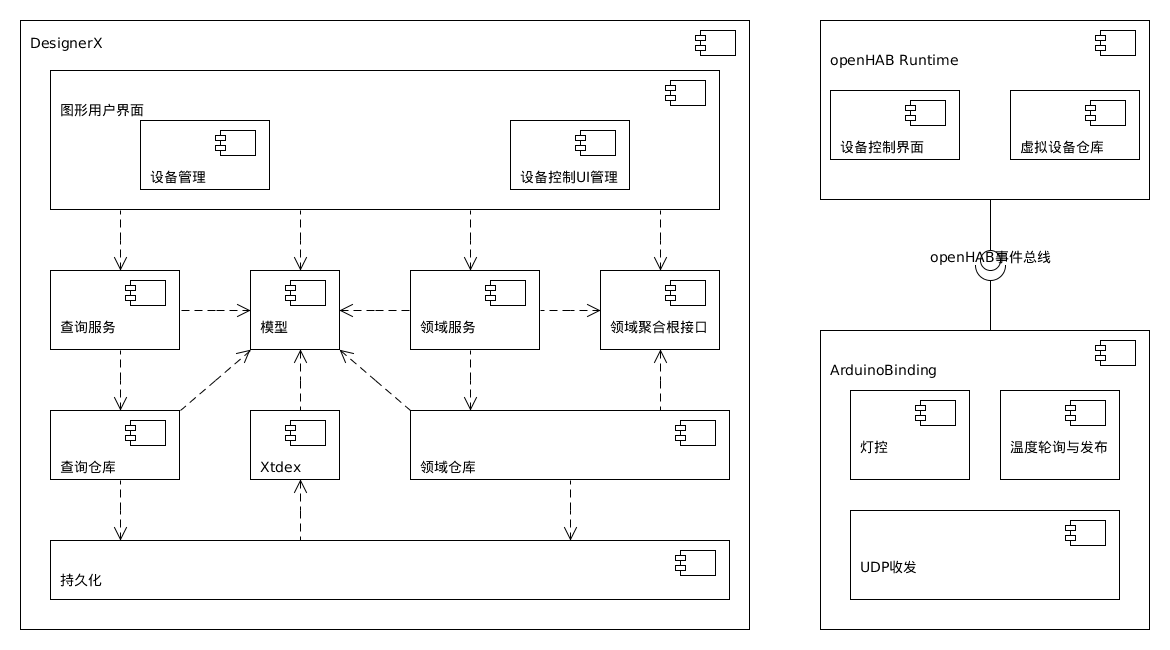 DesignerX
图形用户界面
设备管理
设备控制UI管理
查询服务
模型
领域服务
领域聚合根接口
查询仓库
Xtdex
领域仓库
持久化
openHAB Runtime
设备控制界面
虚拟设备仓库
openHAB事件总线
ArduinoBinding
灯控
温度轮询与发布
UDP收发